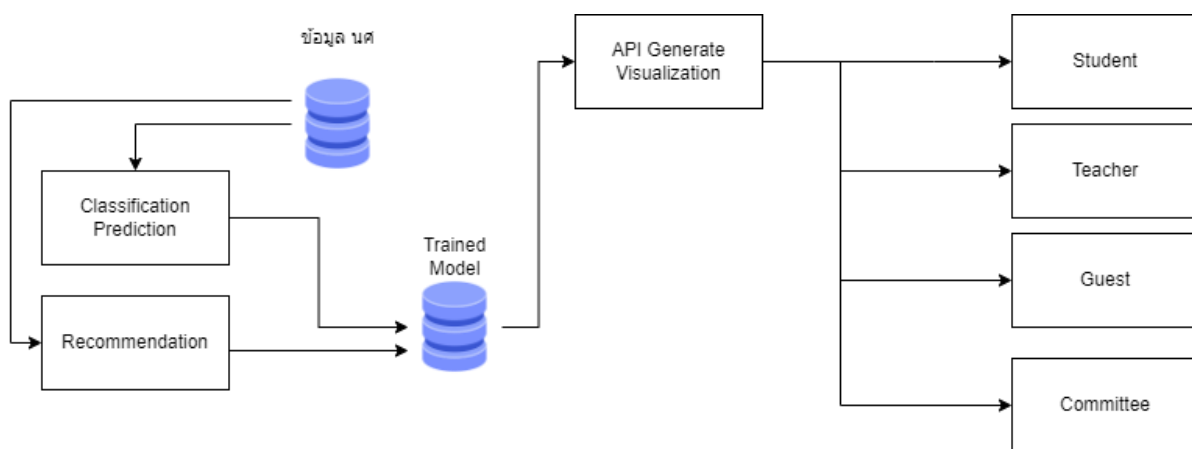 ข้อมูล นศ
API Generate
Visualization
Student
Teacher
Classification
Prediction
Trained
Model
Guest
Recommendation
Committee